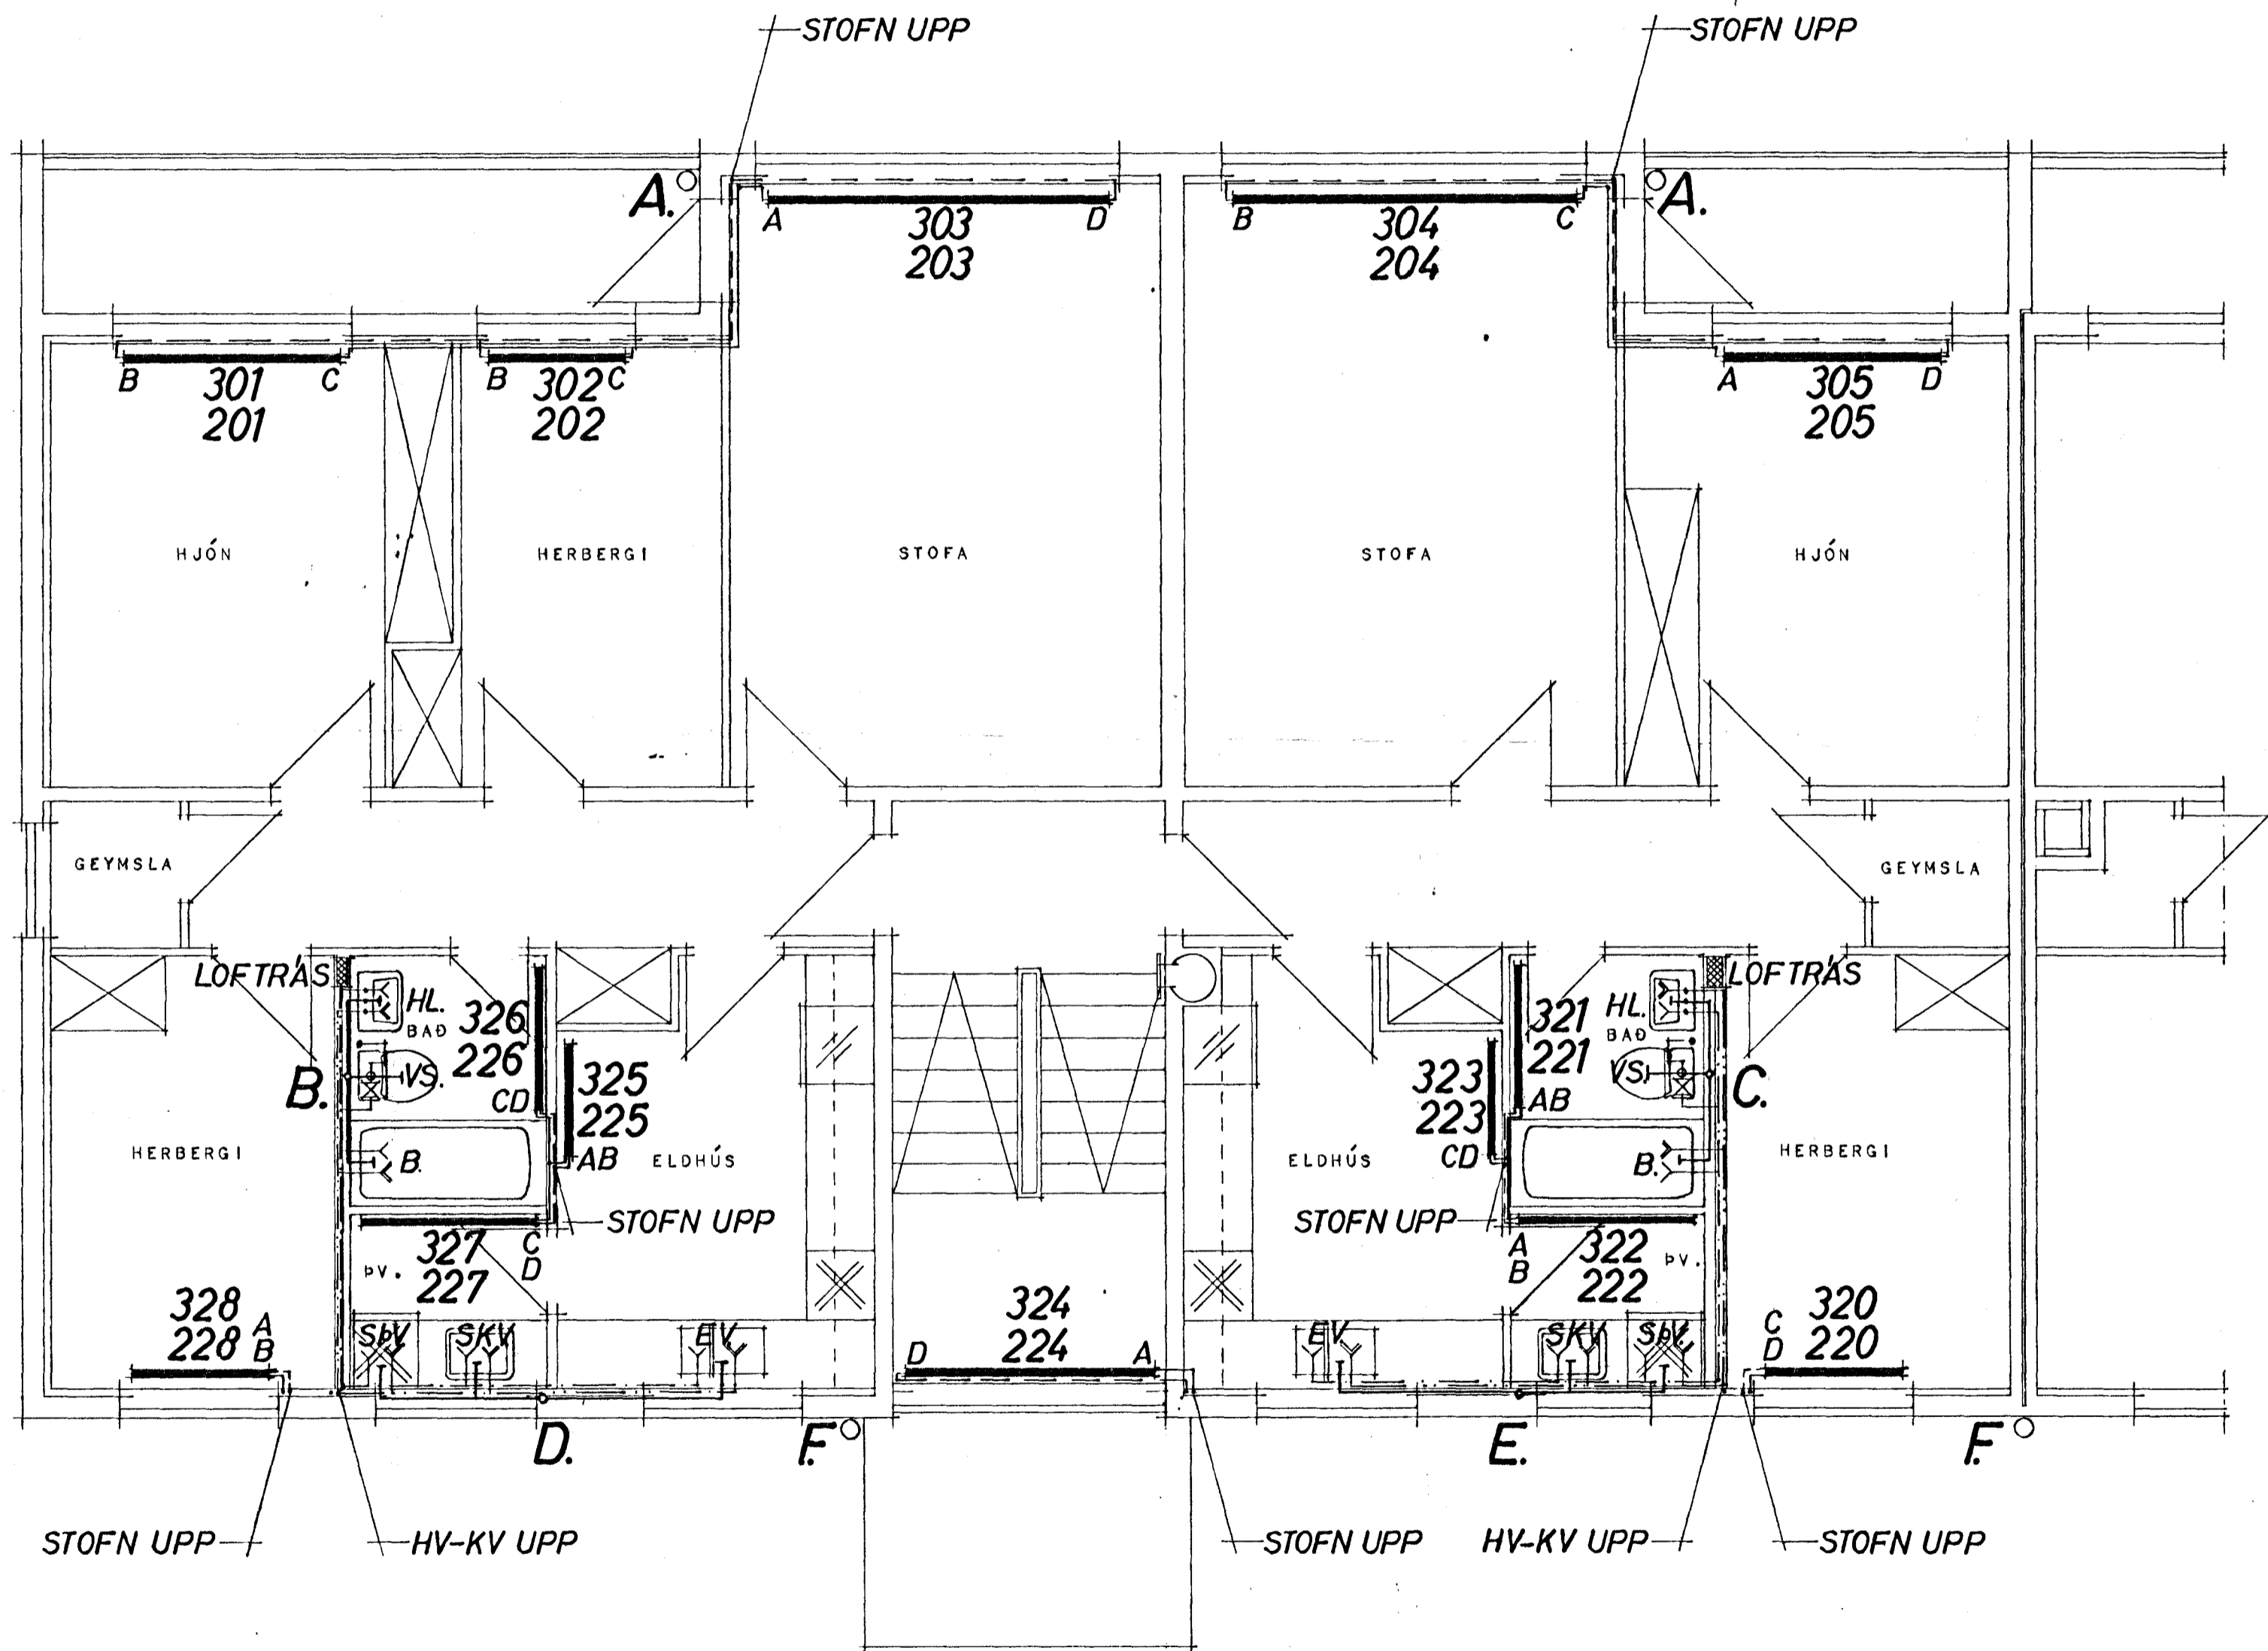 STOFN UPP
STOFN UPP
A.
A.
A 303 D
203
B 304 C
204
B 301 C
201
B 302 C
202
A 305 D
205
HJÓN
HERBERGI
STOFA
STOFA
HJÓN
GEYMSLA
GEYMSLA
LOFTRÁS
HL.
BAÐ
326
226
VS.
CD
B.
325
225
AB
B.
HERBERGI
ELDHÚS
STOFN UPP
327
227
C
D
ÞV.
328
228
A
B
SÞV
SKV
EV.
D 324 A
224
LOFTRÁS
HL.
BAÐ
321
221
VS.
AB
C.
323
223
CD
B.
ELDHÚS
HERBERGI
STOFN UPP
A
B
322
222
ÞV.
C
D
320
220
EV.
SKV
SÞV.
D.
F.
E.
F.
STOFN UPP
HV-KV UPP
STOFN UPP
HV-KV UPP
STOFN UPP